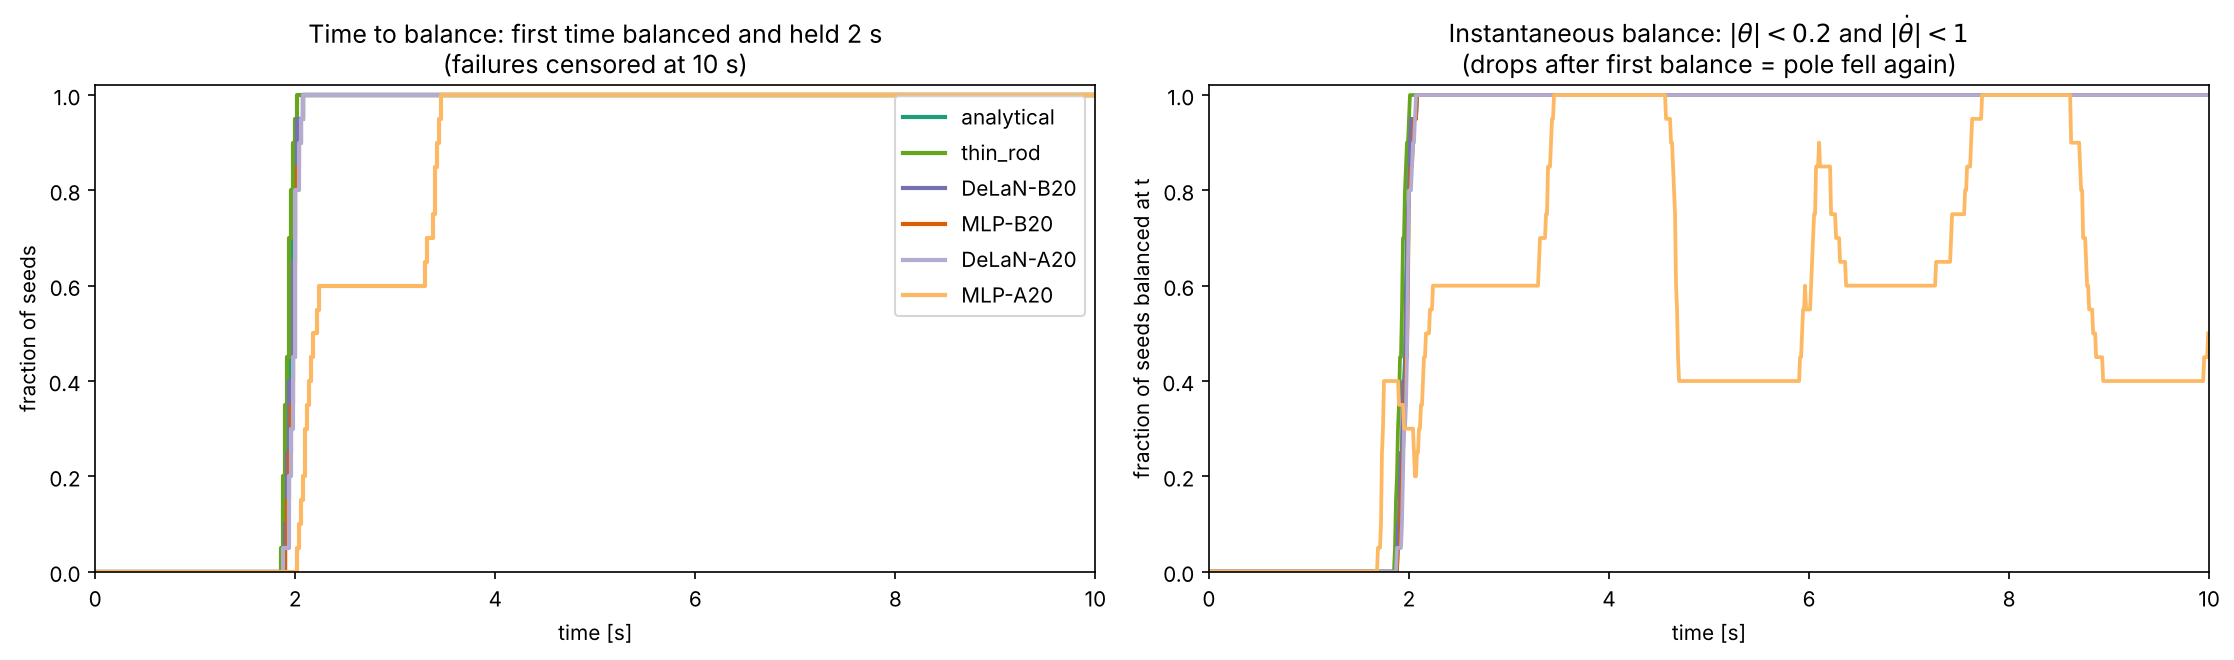 Time to balance: first time balanced and held 2 s
(failures censored at 10 s)
fraction of seeds
1.0
0.8
0.6
0.4
0.2
0.0
0
2
4
6
8
10
time [s]
analytical
thin_rod
DeLaN-B20
MLP-B20
DeLaN-A20
MLP-A20
Instantaneous balance: |θ| < 0.2 and |θ̇| < 1
(drops after first balance = pole fell again)
fraction of seeds balanced at t
1.0
0.8
0.6
0.4
0.2
0.0
0
2
4
6
8
10
time [s]